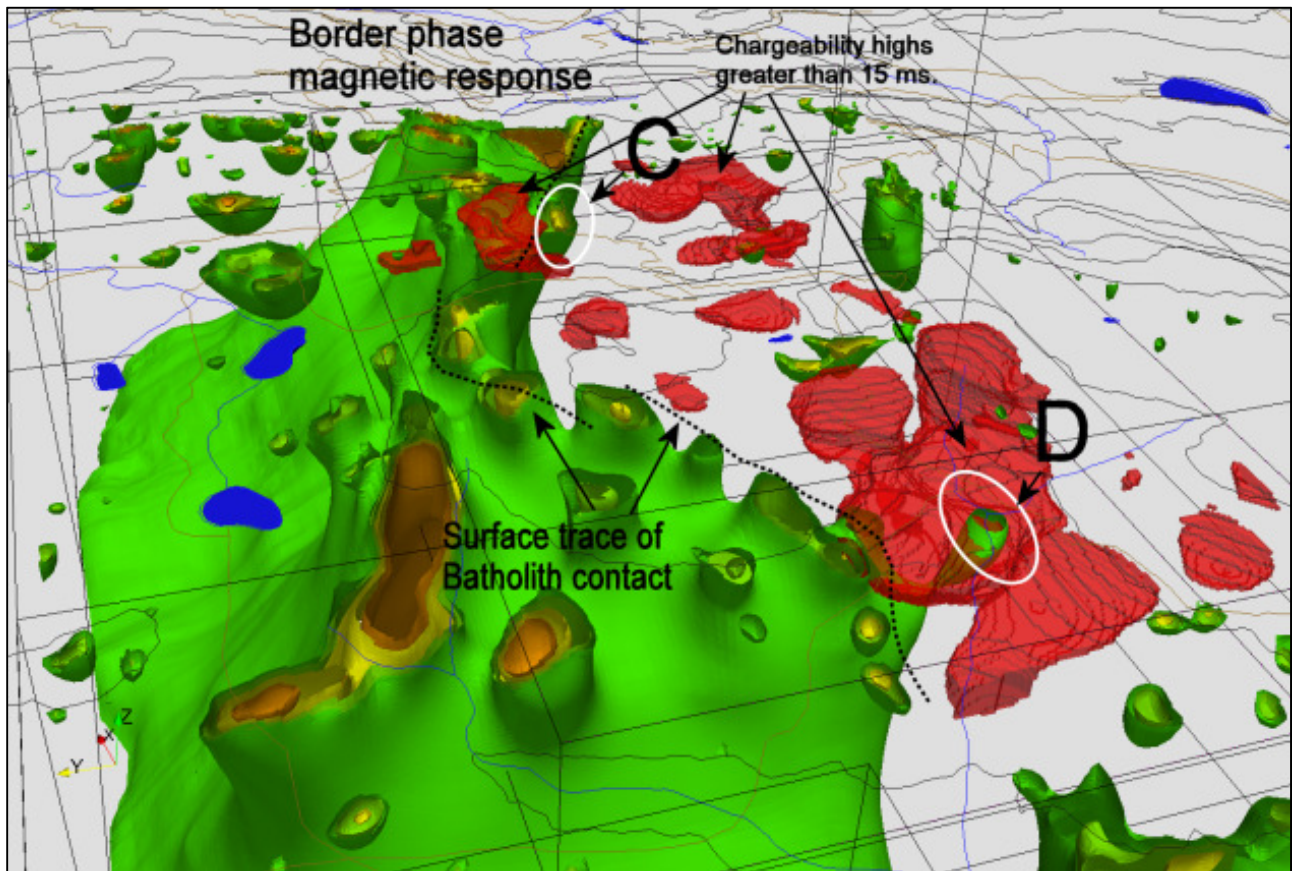 Border phase
magnetic response
Chargeability highs
greater than 15 ms.
C
D
Surface trace of
Batholith contact
Z
X
Y